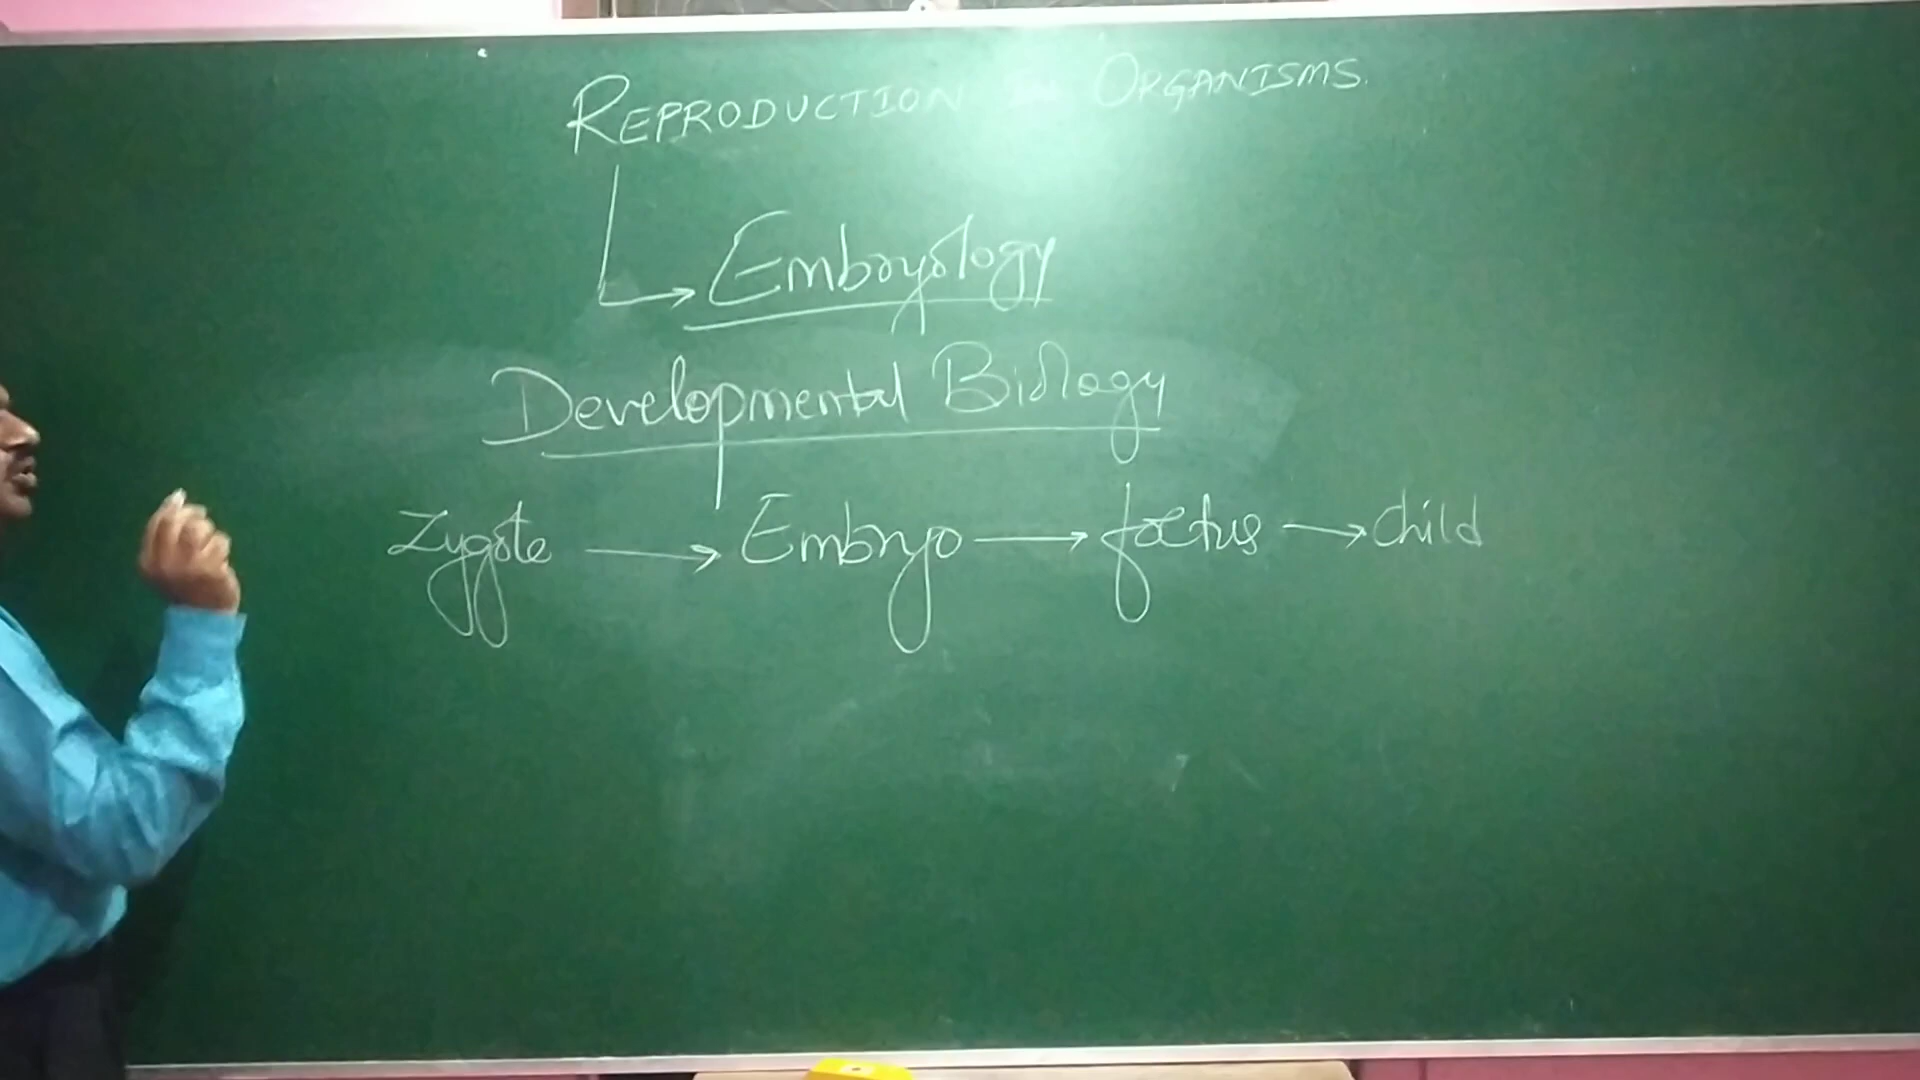 REPRODUCTION IN ORGANISMS.
Embryology
Developmental Biology
Zygote → Embryo → foetus → child